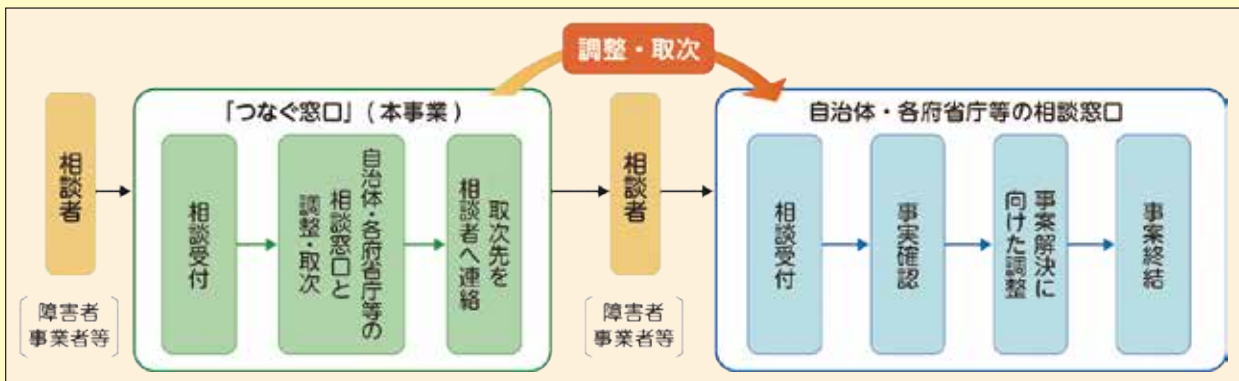 調整・取次
相談者
障害者
事業者等
「つなぐ窓口」(本事業)
相談受付
自治体・各府省庁等の
相談窓口と
調整・取次
取次先を
相談者へ連絡
相談者
障害者
事業者等
自治体・各府省庁等の相談窓口
相談受付
事実確認
事案解決に
向けた調整
事案終結